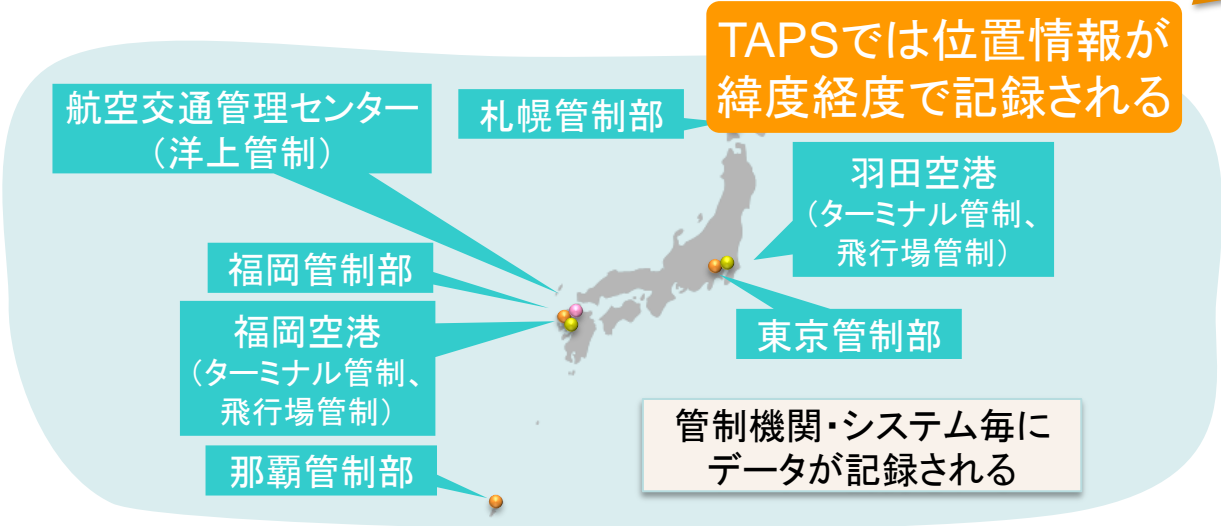 TAPSでは位置情報が
緯度経度で記録される
航空交通管理センター
（洋上管制）
札幌管制部
羽田空港
（ターミナル管制、
飛行場管制）
福岡管制部
福岡空港
（ターミナル管制、
飛行場管制）
東京管制部
那覇管制部
管制機関・システム毎に
データが記録される